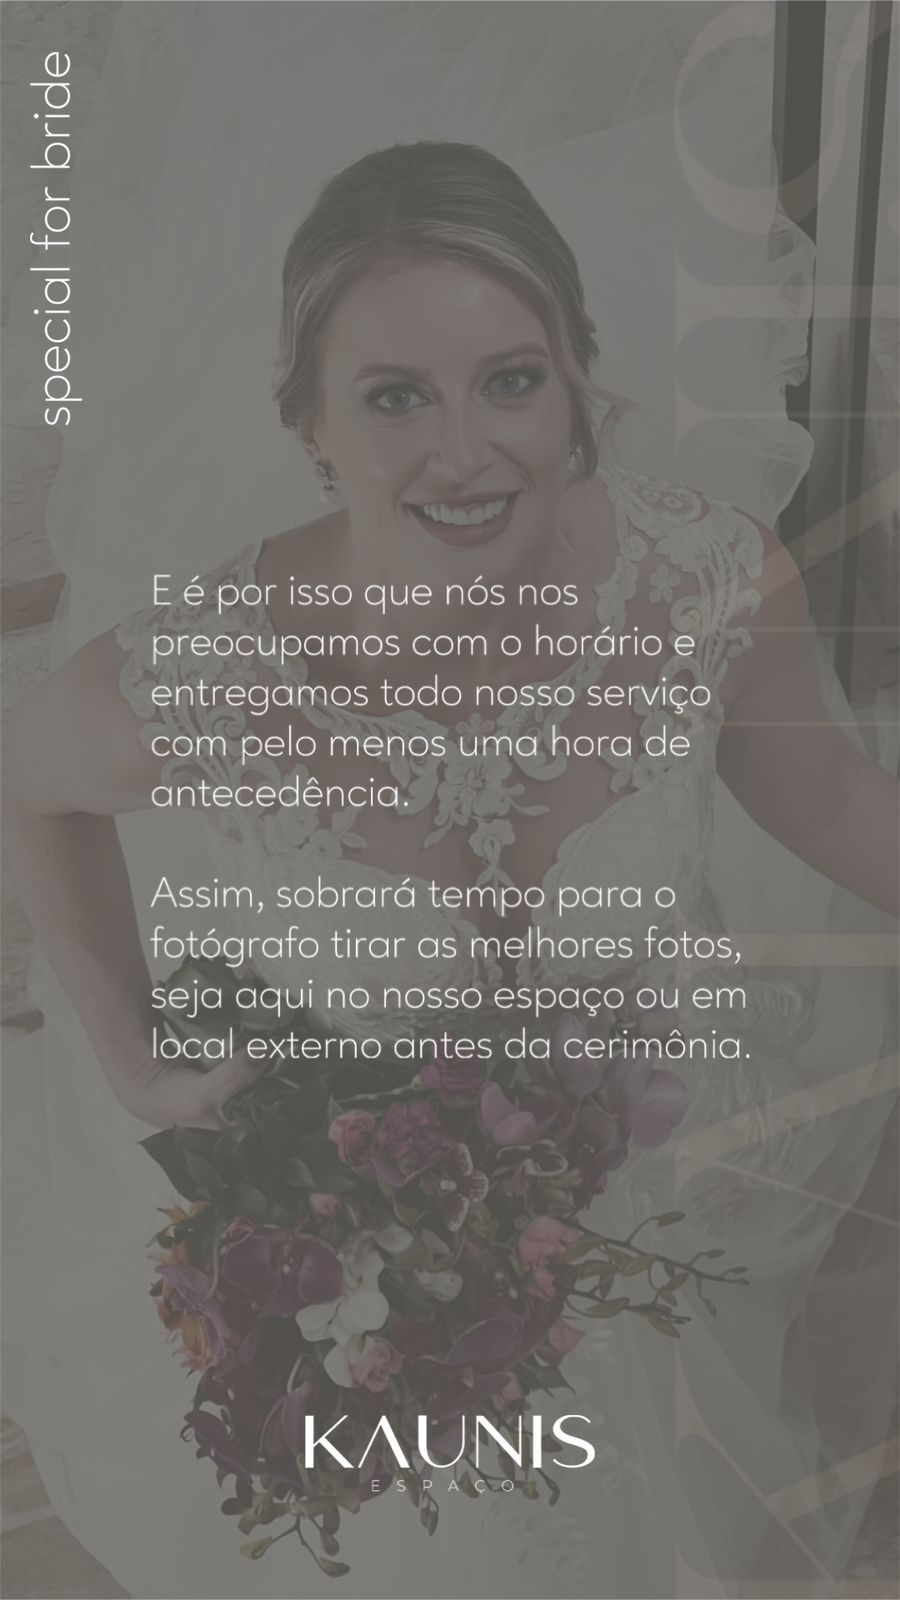 special for bride
E é por isso que nós nos
preocupamos com o horário e
entregamos todo nosso serviço
com pelo menos uma hora de
antecedência.
Assim, sobrará tempo para o
fotógrafo tirar as melhores fotos,
seja aqui no nosso espaço ou em
local externo antes da cerimônia.
KAUNIS
ESPAÇO
KAUNIS